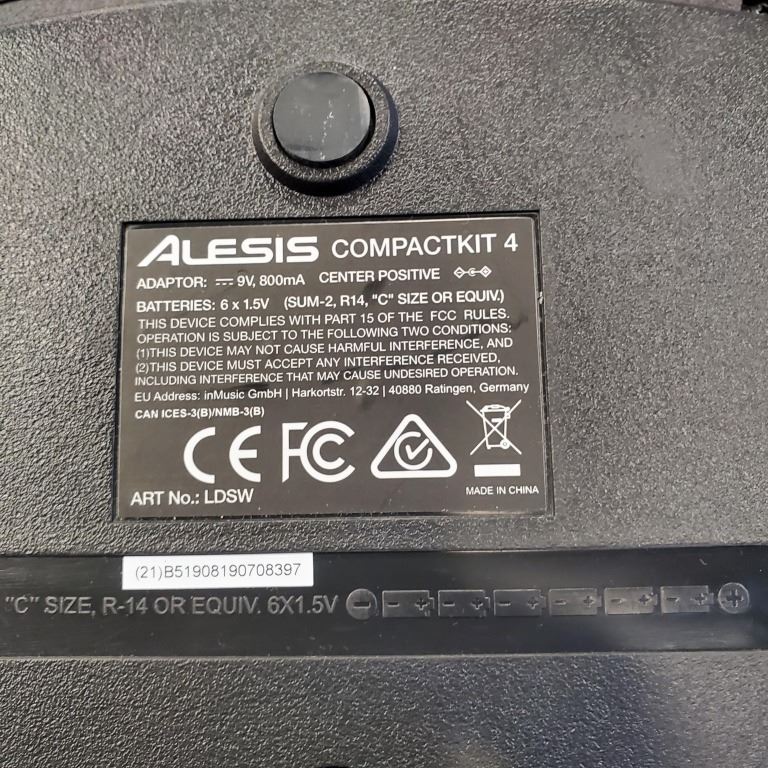 ALESIS COMPACTKIT 4
ADAPTOR: 9V, 800mA CENTER POSITIVE
BATTERIES: 6 x 1.5V (SUM-2, R14, "C" SIZE OR EQUIV.)
THIS DEVICE COMPLIES WITH PART 15 OF THE FCC RULES.
OPERATION IS SUBJECT TO THE FOLLOWING TWO CONDITIONS:
(1)THIS DEVICE MAY NOT CAUSE HARMFUL INTERFERENCE, AND
(2)THIS DEVICE MUST ACCEPT ANY INTERFERENCE RECEIVED,
INCLUDING INTERFERENCE THAT MAY CAUSE UNDESIRED OPERATION.
EU Address: inMusic GmbH | Harkortstr. 12-32 | 40880 Ratingen, Germany
CAN ICES-3(B)/NMB-3(B)
CE FC
ART No.: LDSW
MADE IN CHINA
(21)B51908190708397
"C" SIZE, R-14 OR EQUIV. 6X1.5V